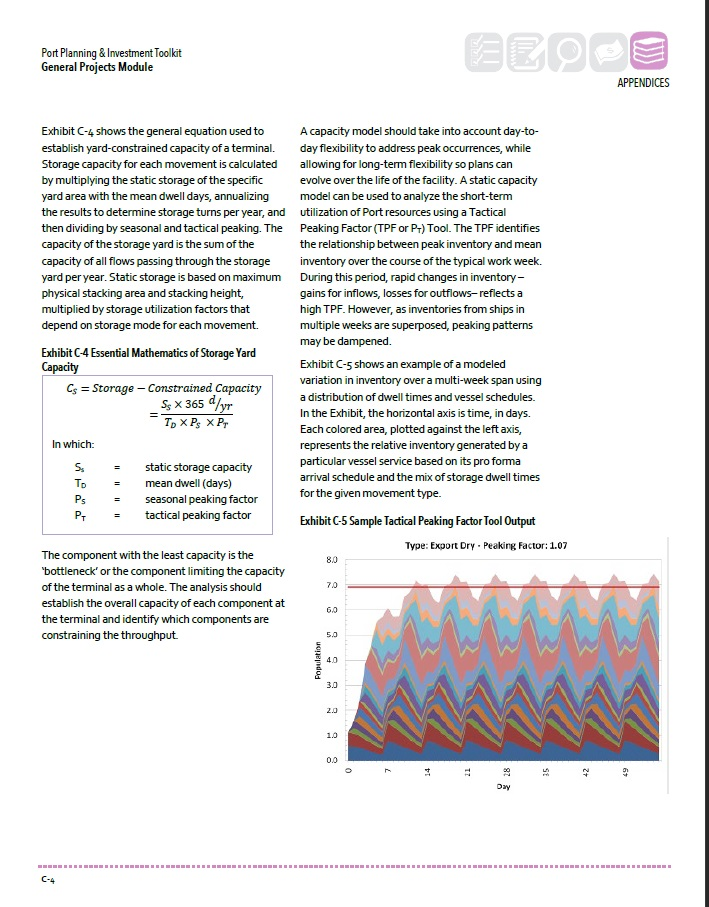 Port Planning & Investment Toolkit
General Projects Module
APPENDICES
Exhibit C-4 shows the general equation used to
establish yard-constrained capacity of a terminal.
Storage capacity for each movement is calculated
by multiplying the static storage of the specific
yard area with the mean dwell days, annualizing
the results to determine storage turns per year, and
then dividing by seasonal and tactical peaking. The
capacity of the storage yard is the sum of the
capacity of all flows passing through the storage
yard per year. Static storage is based on maximum
physical stacking area and stacking height,
multiplied by storage utilization factors that
depend on storage mode for each movement.
Exhibit C-4 Essential Mathematics of Storage Yard
Capacity
C_S = Storage − Constrained Capacity
= S_S X 365 d/yr
T_D X P_S X P_T
In which:
S_s = static storage capacity
T_D = mean dwell (days)
P_S = seasonal peaking factor
P_T = tactical peaking factor
The component with the least capacity is the
'bottleneck' or the component limiting the capacity
of the terminal as a whole. The analysis should
establish the overall capacity of each component at
the terminal and identify which components are
constraining the throughput.
A capacity model should take into account day-to-
day flexibility to address peak occurrences, while
allowing for long-term flexibility so plans can
evolve over the life of the facility. A static capacity
model can be used to analyze the short-term
utilization of Port resources using a Tactical
Peaking Factor (TPF or P_T) Tool. The TPF identifies
the relationship between peak inventory and mean
inventory over the course of the typical work week.
During this period, rapid changes in inventory –
gains for inflows, losses for outflows– reflects a
high TPF. However, as inventories from ships in
multiple weeks are superposed, peaking patterns
may be dampened.
Exhibit C-5 shows an example of a modeled
variation in inventory over a multi-week span using
a distribution of dwell times and vessel schedules.
In the Exhibit, the horizontal axis is time, in days.
Each colored area, plotted against the left axis,
represents the relative inventory generated by a
particular vessel service based on its pro forma
arrival schedule and the mix of storage dwell times
for the given movement type.
Exhibit C-5 Sample Tactical Peaking Factor Tool Output
Type: Export Dry - Peaking Factor: 1.07
8.0
7.0
6.0
5.0
4.0
3.0
2.0
1.0
0.0
Population
0 7 14 21 28 35 42 49
Day
C-4